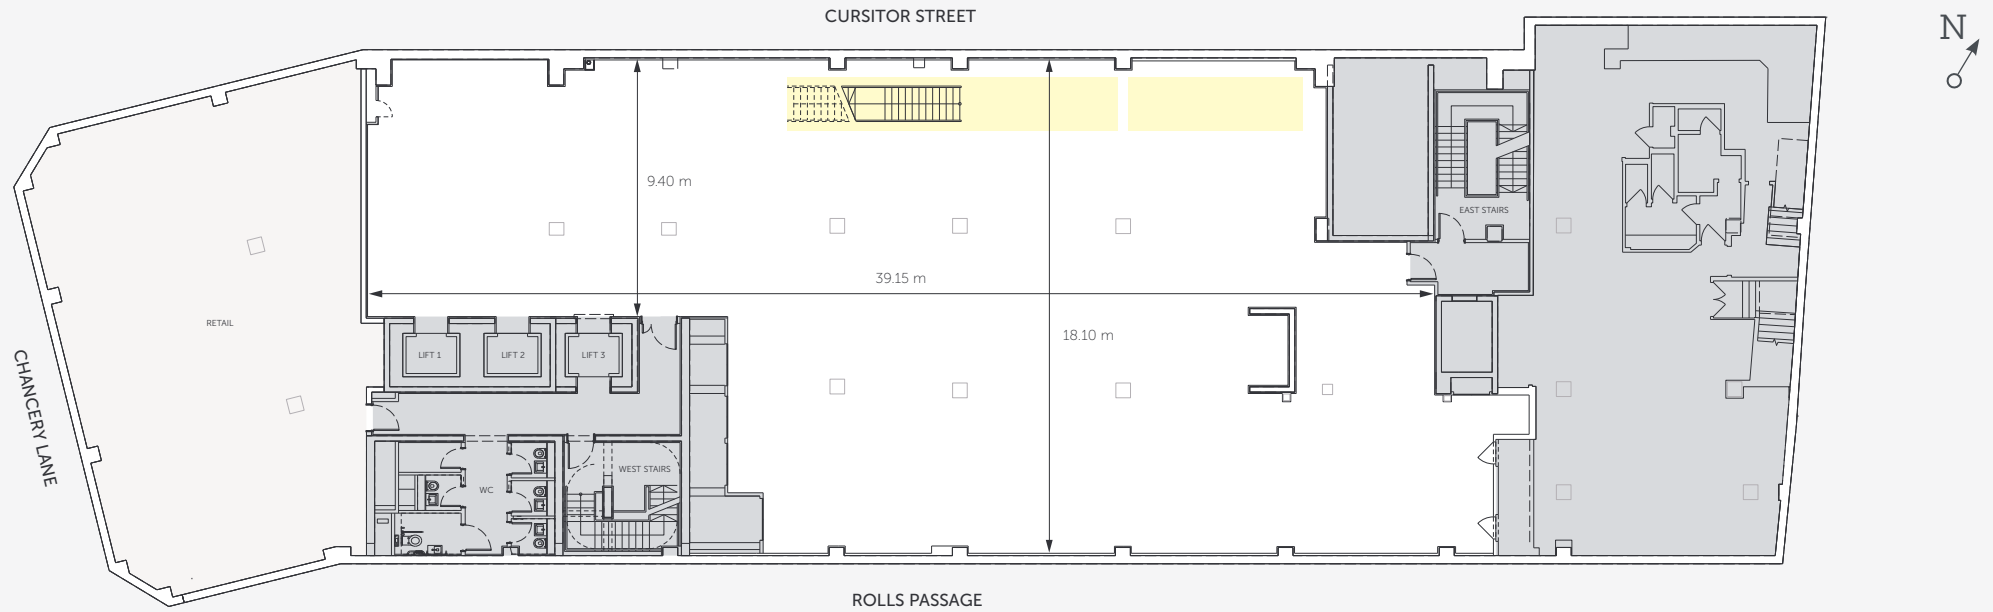 CURSITOR STREET
N
9.40 m
EAST STAIRS
39.15 m
RETAIL
18.10 m
LIFT 1
LIFT 2
LIFT 3
CHANCERY LANE
WEST STAIRS
WC
ROLLS PASSAGE